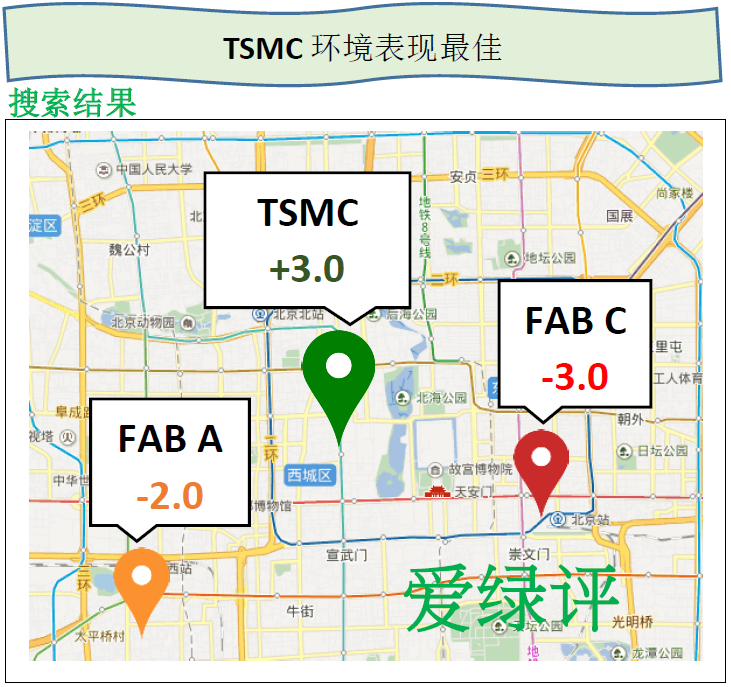 TSMC 环境表现最佳
搜索结果
中国人民大学
三环
安贞 三环
尚家楼
国展
地铁8号线
淀区
魏公村
地坛公园
二环
TSMC
+3.0
北京动物园
北京北站
后海公园
FAB C
-3.0
里屯
工人体育
北海公园
阜成路
朝外
视塔
FAB A
-2.0
二环
日坛公园
西城区
故宫博物院
天安门
中华世
博物馆
北京站
宣武门
崇文门
三环
西站
爱绿评
牛街
天坛公园
光明桥
太平桥村
龙潭公园
地